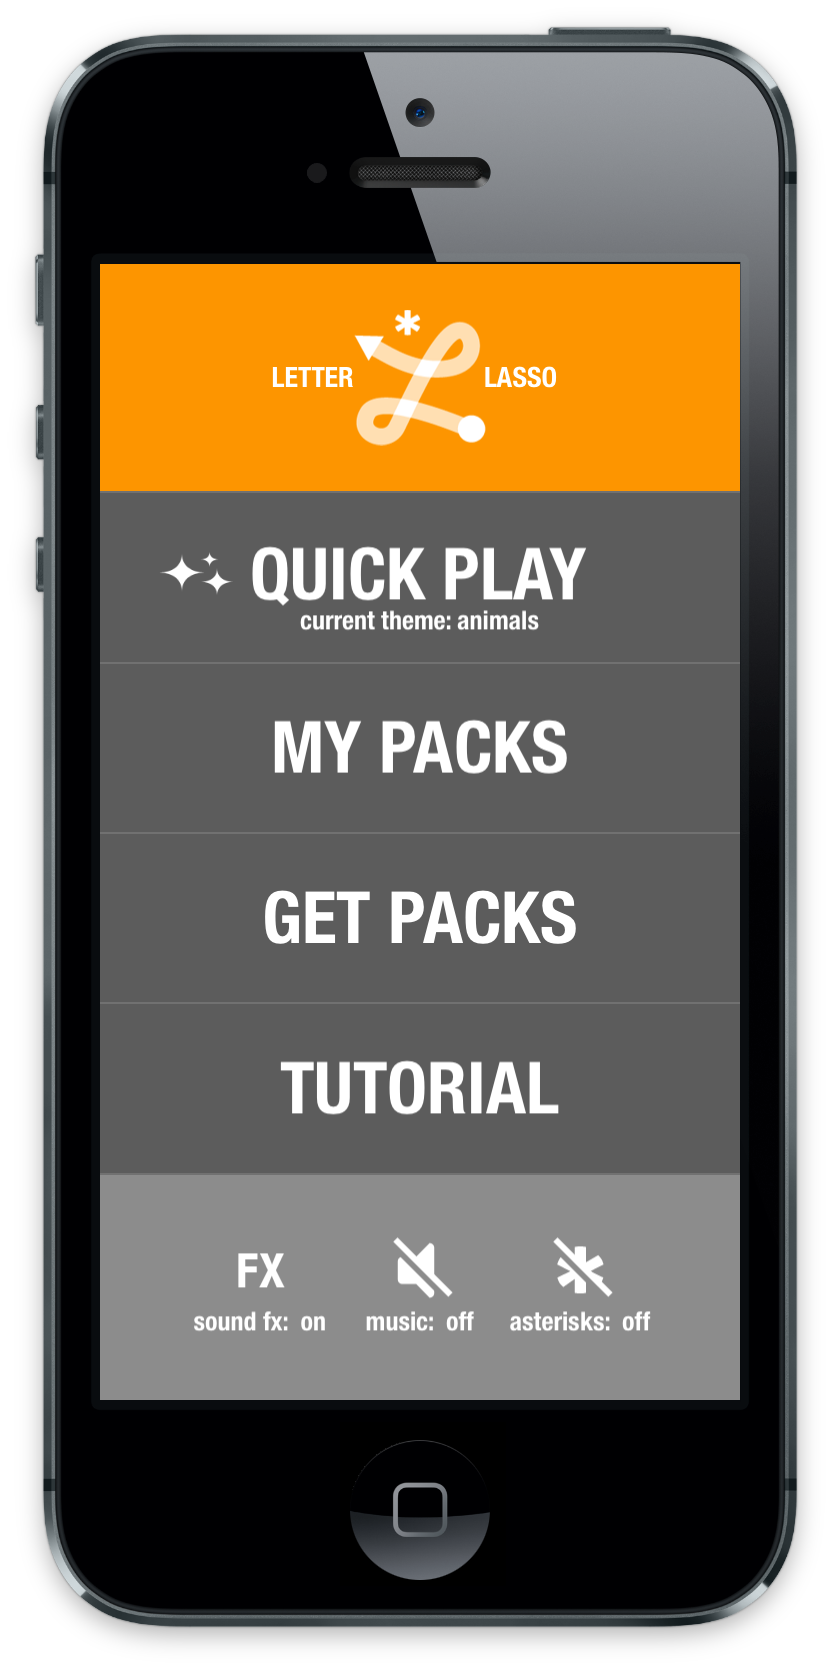 LETTER LASSO
QUICK PLAY
current theme: animals
MY PACKS
GET PACKS
TUTORIAL
FX
sound fx: on music: off asterisks: off